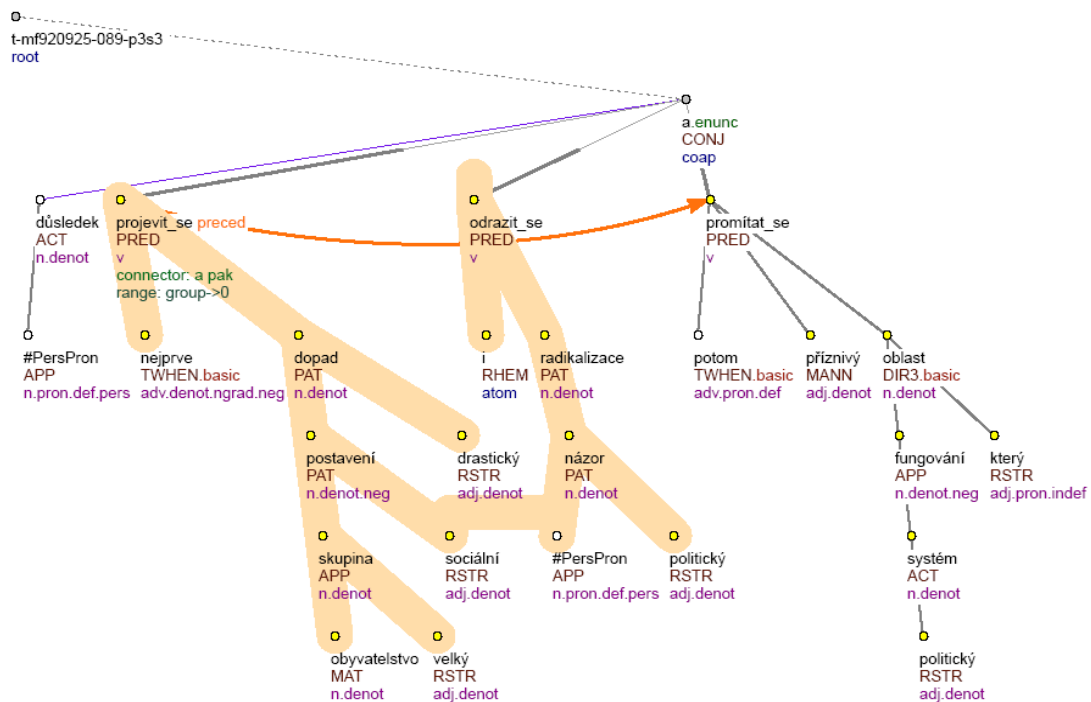 t-mf920925-089-p3s3
root
a.enunc
CONJ
coap
důsledek
ACT
n.denot
projevit_se preced
PRED
v
connector: a pak
range: group->0
odrazit_se
PRED
v
promítat_se
PRED
v
#PersPron
APP
n.pron.def.pers
nejprve
TWHEN.basic
adv.denot.ngrad.neg
dopad
PAT
n.denot
i
RHEM
atom
radikalizace
PAT
n.denot
potom
TWHEN.basic
adv.pron.def
příznivý
MANN
adj.denot
oblast
DIR3.basic
n.denot
postavení
PAT
n.denot.neg
drastický
RSTR
adj.denot
názor
PAT
n.denot
fungování
APP
n.denot.neg
který
RSTR
adj.pron.indef
skupina
APP
n.denot
sociální
RSTR
adj.denot
#PersPron
APP
n.pron.def.pers
politický
RSTR
adj.denot
systém
ACT
n.denot
obyvatelstvo
MAT
n.denot
velký
RSTR
adj.denot
politický
RSTR
adj.denot